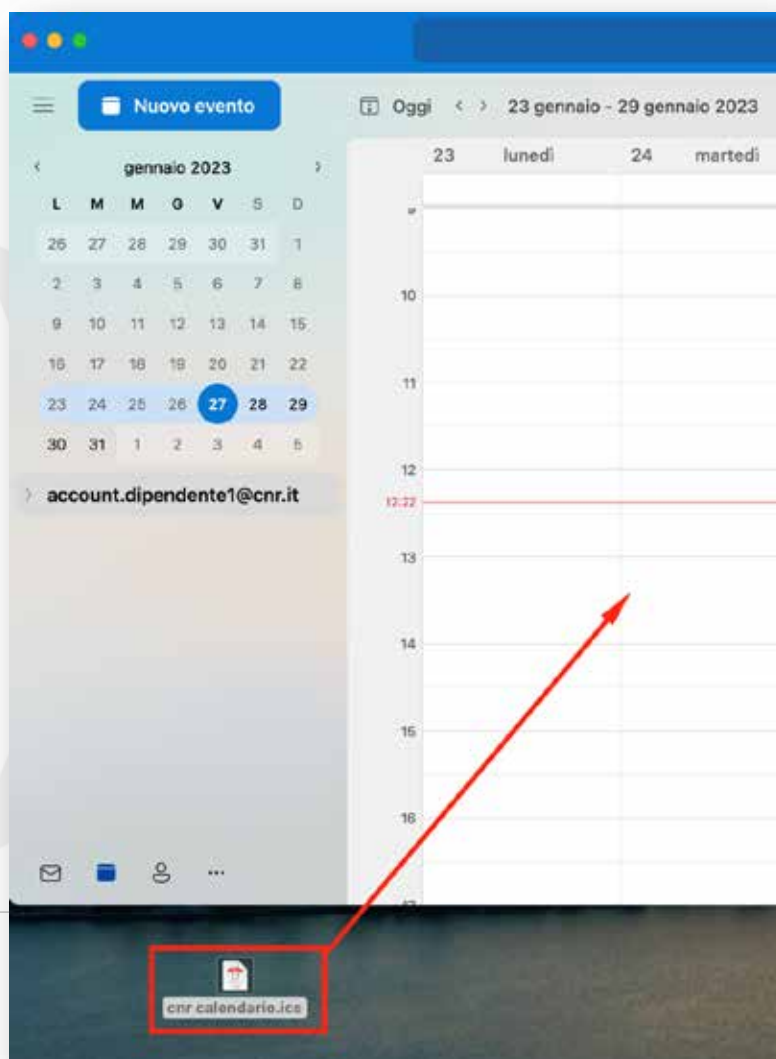 Nuovo evento
Oggi < > 23 gennaio - 29 gennaio 2023
< gennaio 2023 >
L M M G V S D
26 27 28 29 30 31 1
2 3 4 5 6 7 8
9 10 11 12 13 14 15
16 17 18 19 20 21 22
23 24 25 26 27 28 29
30 31 1 2 3 4 5
account.dipendente1@cnr.it
23 lunedì 24 martedì
10
11
12
12:22
13
14
15
16
17
cnr calendario.ics